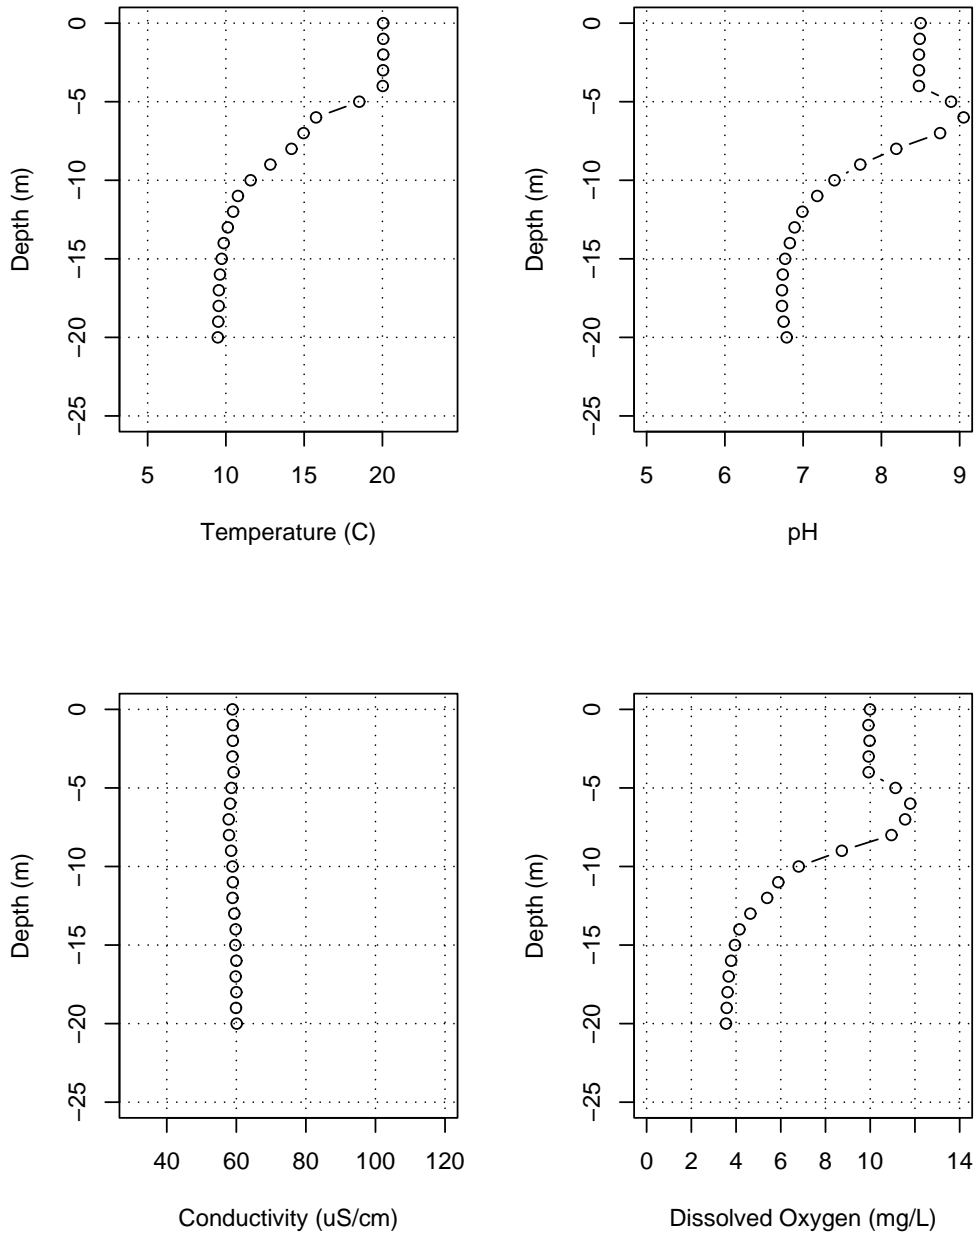 0
−5
−10
−15
−20
−25
Depth (m)
5 10 15 20
Temperature (C)
0
−5
−10
−15
−20
−25
Depth (m)
5 6 7 8 9
pH
0
−5
−10
−15
−20
−25
Depth (m)
40 60 80 100 120
Conductivity (uS/cm)
0
−5
−10
−15
−20
−25
Depth (m)
0 2 4 6 8 10 14
Dissolved Oxygen (mg/L)